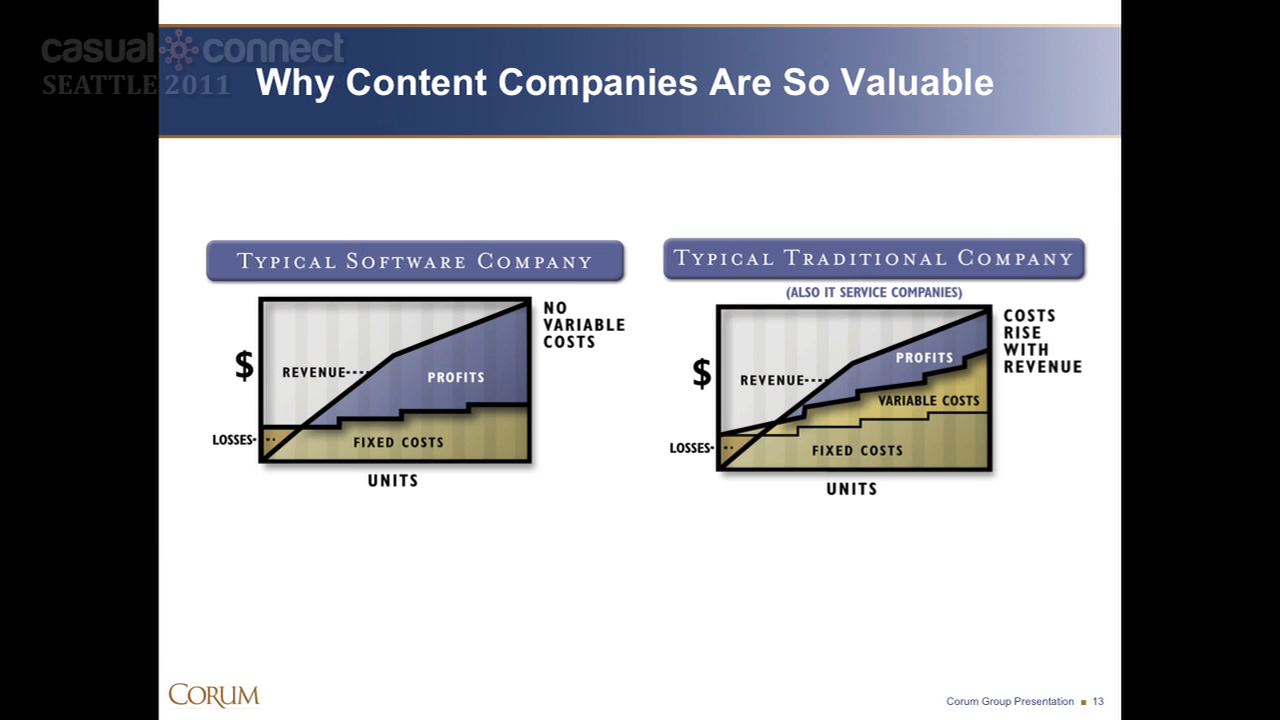 casual connect
SEATTLE 2011
Why Content Companies Are So Valuable
TYPICAL SOFTWARE COMPANY
NO
VARIABLE
COSTS
$
REVENUE
PROFITS
LOSSES
FIXED COSTS
UNITS
TYPICAL TRADITIONAL COMPANY
(ALSO IT SERVICE COMPANIES)
COSTS
RISE
WITH
REVENUE
$
REVENUE
PROFITS
VARIABLE COSTS
LOSSES
FIXED COSTS
UNITS
CORUM
Corum Group Presentation ■ 13